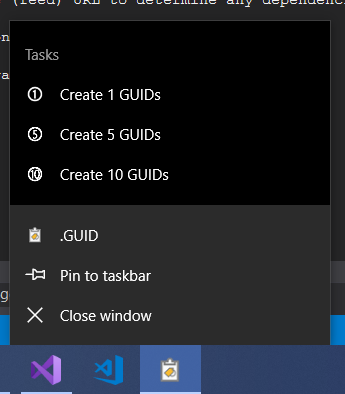 (feed) URL to determine any dependenc
on
Tasks
Create 1 GUIDs
Create 5 GUIDs
Create 10 GUIDs
.GUID
Pin to taskbar
g
Close window